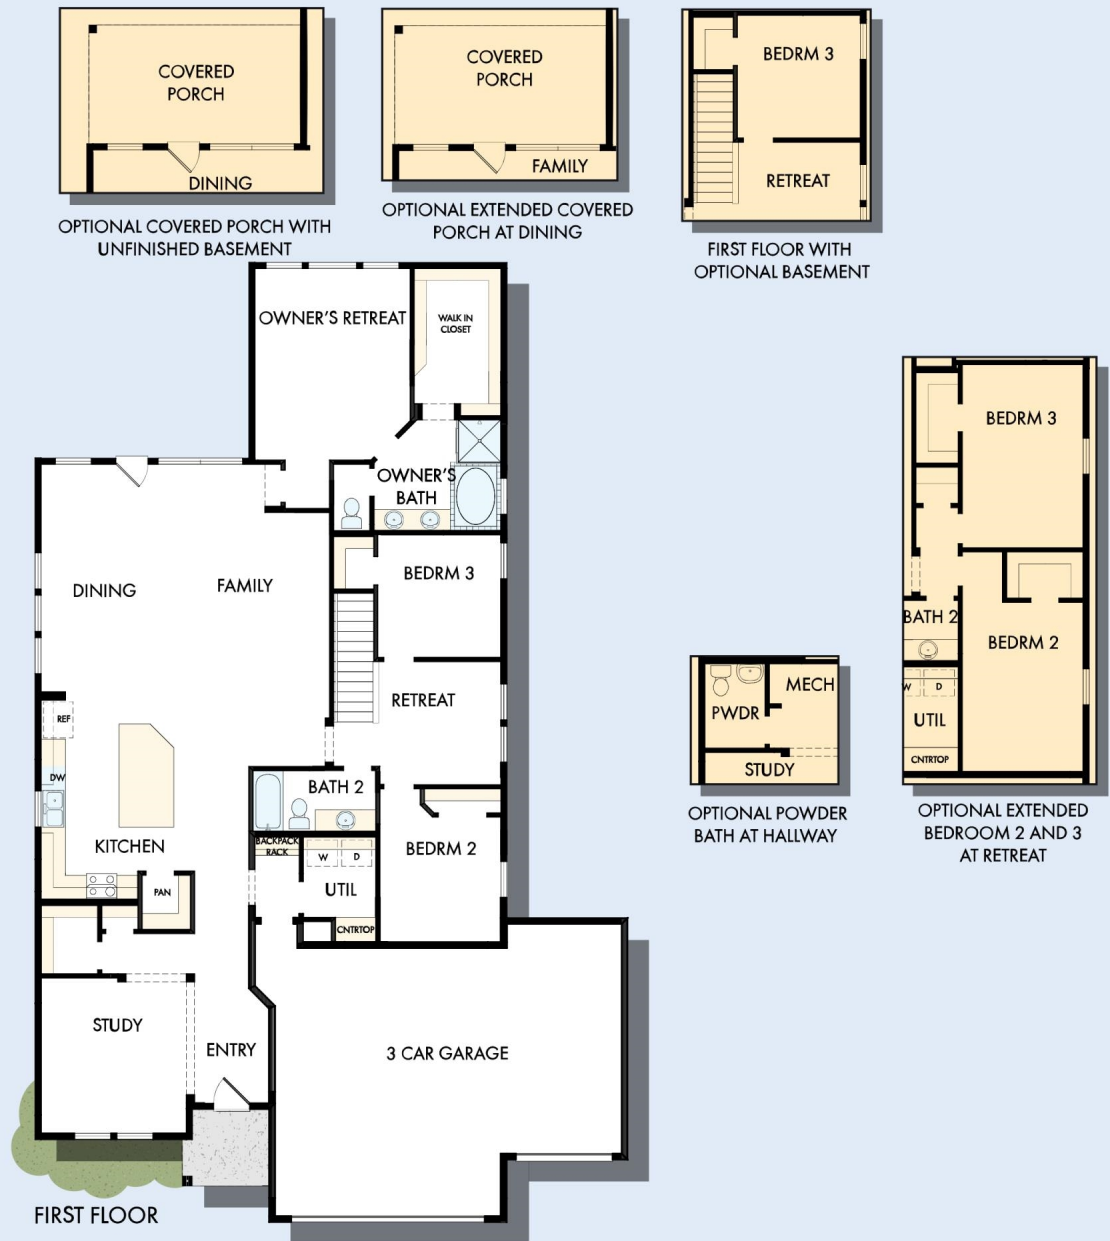 COVERED
PORCH
DINING
OPTIONAL COVERED PORCH WITH
UNFINISHED BASEMENT
COVERED
PORCH
FAMILY
OPTIONAL EXTENDED COVERED
PORCH AT DINING
BEDRM 3
RETREAT
FIRST FLOOR WITH
OPTIONAL BASEMENT
OWNER'S RETREAT
WALK IN
CLOSET
OWNER'S
BATH
DINING
FAMILY
BEDRM 3
RETREAT
REF
DW
KITCHEN
PAN
BATH 2
BACKPACK
RACK
W D
UTIL
CNTRTOP
BEDRM 2
STUDY
ENTRY
3 CAR GARAGE
FIRST FLOOR
PWDR
MECH
STUDY
OPTIONAL POWDER
BATH AT HALLWAY
BEDRM 3
BATH 2
BEDRM 2
W D
UTIL
CNTRTOP
OPTIONAL EXTENDED
BEDROOM 2 AND 3
AT RETREAT